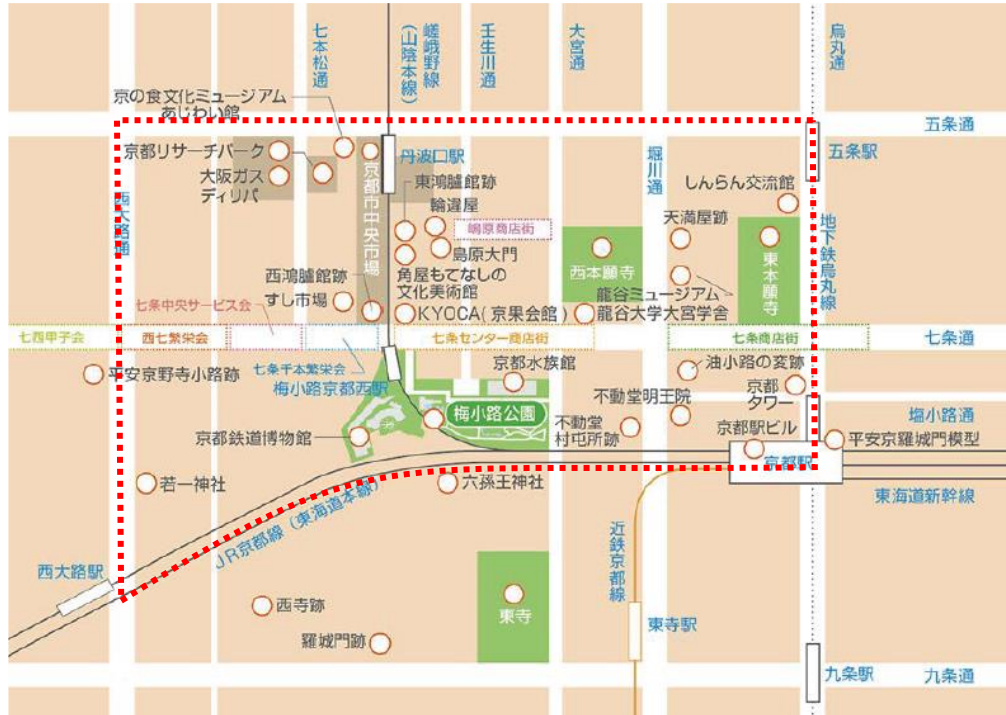 七本松通
嵯峨野線
(山陰本線)
壬生川通
大宮通
烏丸通
京の食文化ミュージアム
あじわい館
五条通
京都リサーチパーク
大阪ガス
ディリパ
丹波口駅
五条駅
京都市中央市場
東鴻臚館跡
輪違屋
堀川通
しんらん交流館
西大路通
嶋原商店街
天満屋跡
地下鉄烏丸線
島原大門
西本願寺
東本願寺
西鴻臚館跡
角屋もてなしの
文化美術館
龍谷ミュージアム
すし市場
KYOCA(京果会館)
龍谷大学大宮学舎
七条中央サービス会
七西甲子会
西七繁栄会
七条センター商店街
七条商店街
七条通
平安京野寺小路跡
七条千本繁栄会
梅小路京都西駅
京都水族館
油小路の変跡
京都
タワー
不動堂明王院
梅小路公園
塩小路通
京都鉄道博物館
不動堂
村屯所跡
京都駅ビル
平安京羅城門模型
京都駅
若一神社
六孫王神社
東海道新幹線
JR京都線(東海道本線)
近鉄京都線
西大路駅
西寺跡
東寺
東寺駅
羅城門跡
九条駅
九条通